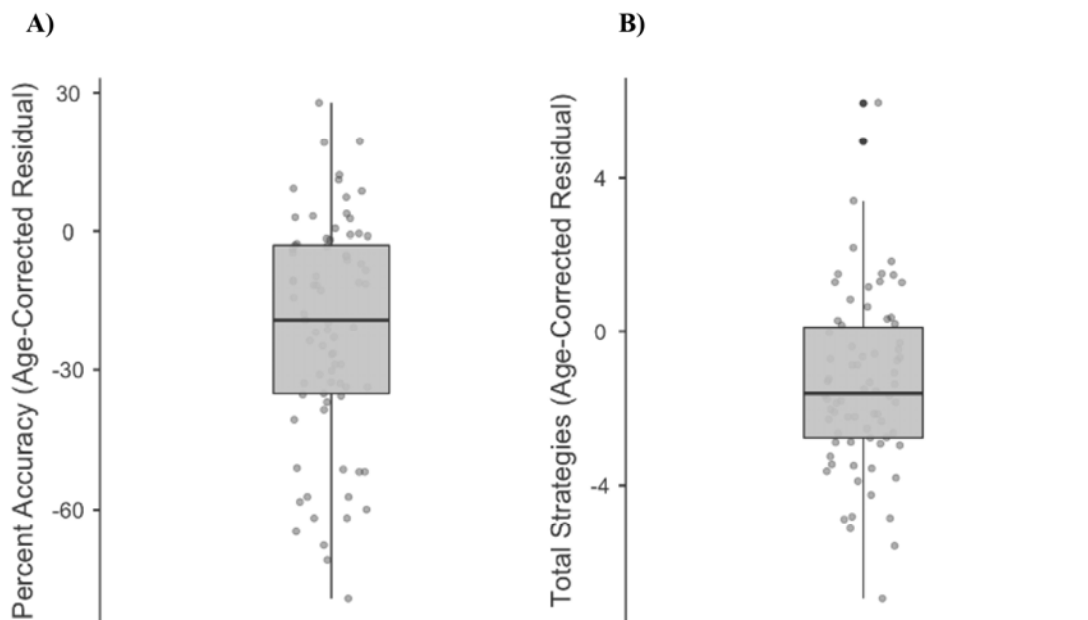 A)
B)
Percent Accuracy (Age-Corrected Residual)
30
0
-30
-60
Total Strategies (Age-Corrected Residual)
4
0
-4